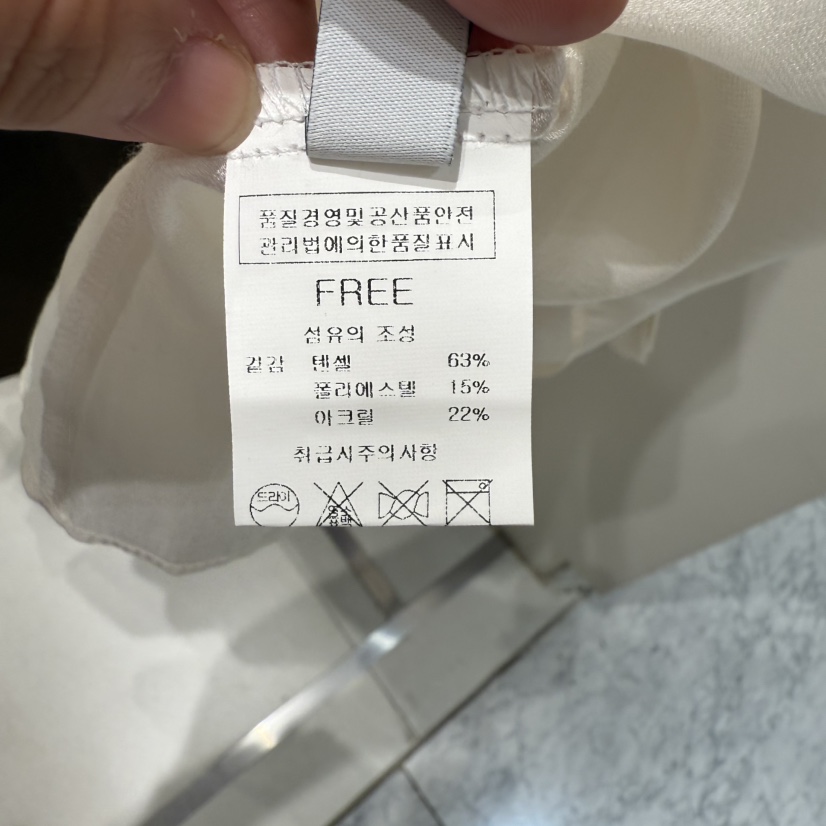 품질경영및공산품안전
관리법에의한품질표시
FREE
섬유의 조성
겉감 텐셀 63%
폴리에스텔 15%
아크릴 22%
취급시주의사항
드라이